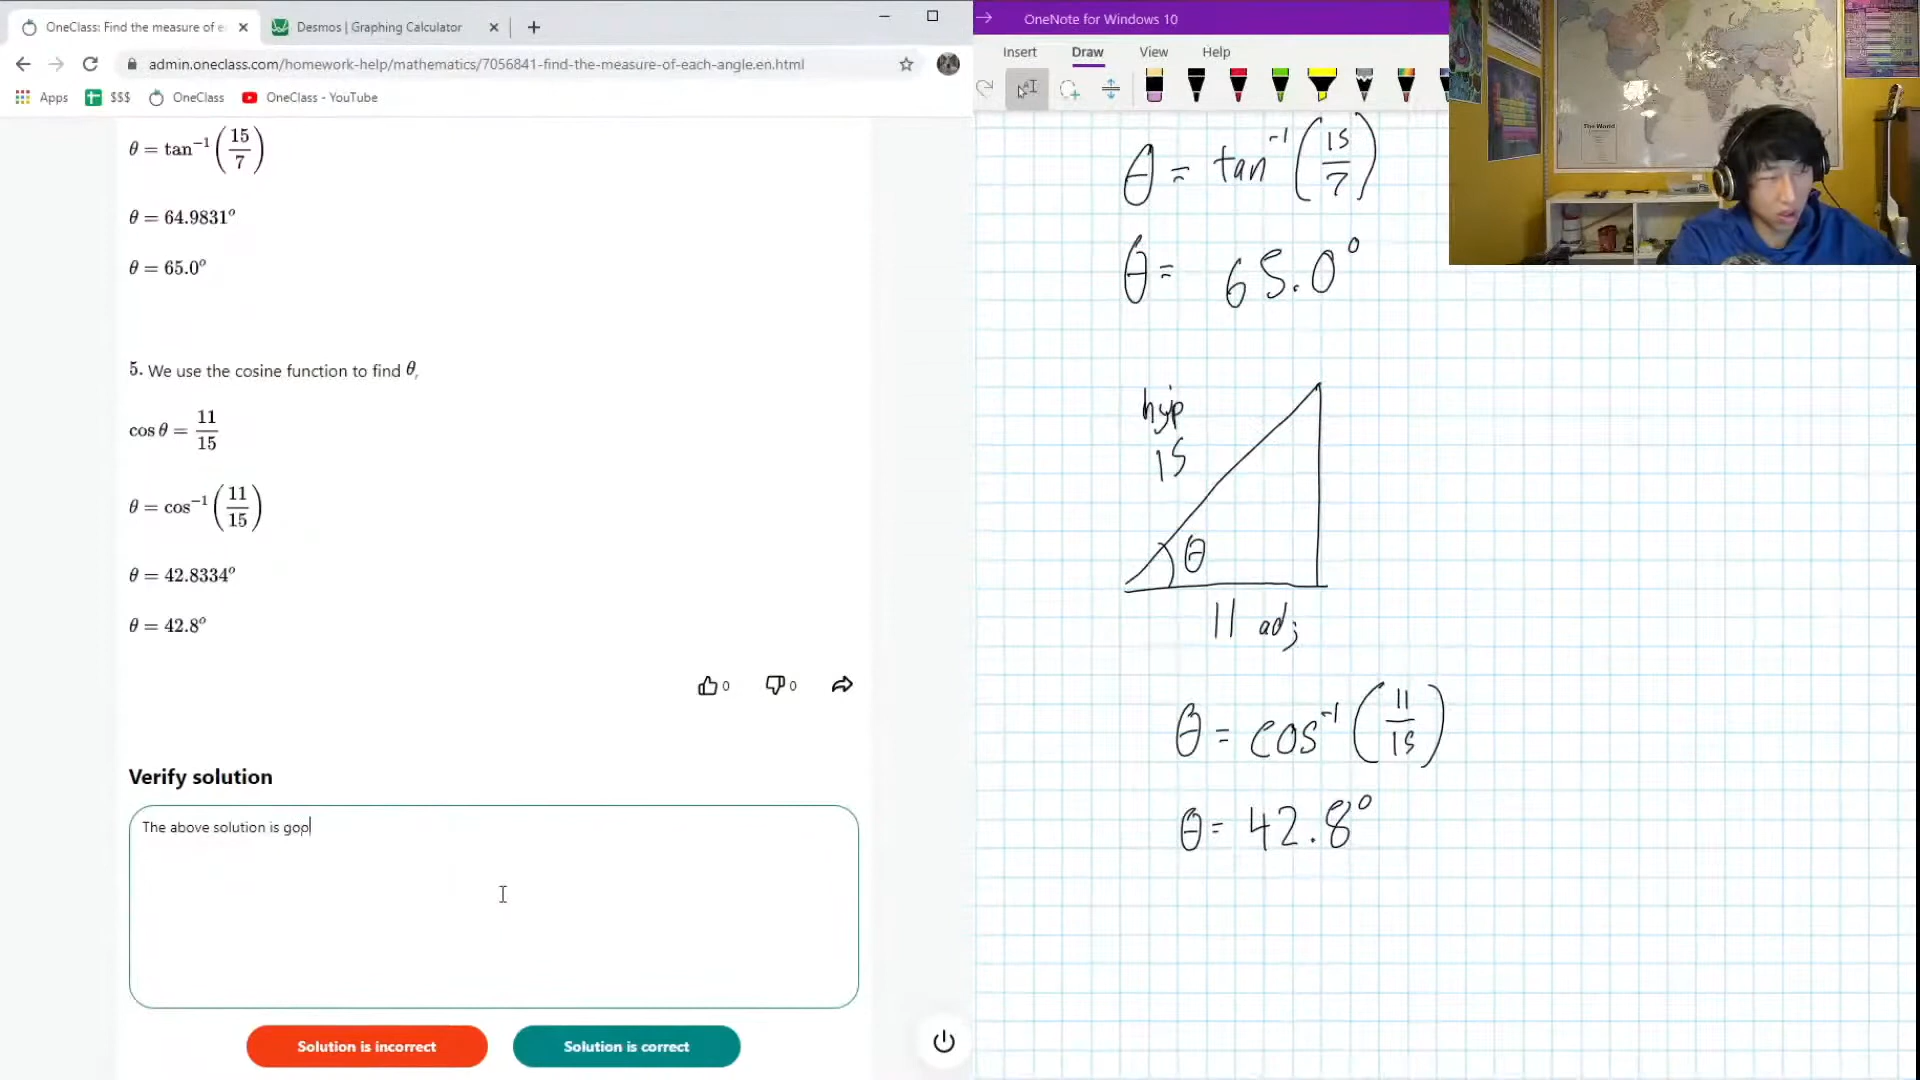 OneClass: Find the measure of e
Desmos | Graphing Calculator
admin.oneclass.com/homework-help/mathematics/7056841-find-the-measure-of-each-angle.en.html
Apps
$$$
OneClass
OneClass - YouTube
θ = tan⁻¹(15/7)
θ = 64.9831°
θ = 65.0°
5. We use the cosine function to find θ,
cos θ = 11/15
θ = cos⁻¹(11/15)
θ = 42.8334°
θ = 42.8°
0
0
Verify solution
The above solution is gop
Solution is incorrect
Solution is correct
OneNote for Windows 10
Insert
Draw
View
Help
θ = tan⁻¹(15/7)
θ = 65.0°
hyp
15
θ
11 adj
θ = cos⁻¹(11/15)
θ = 42.8°
The World